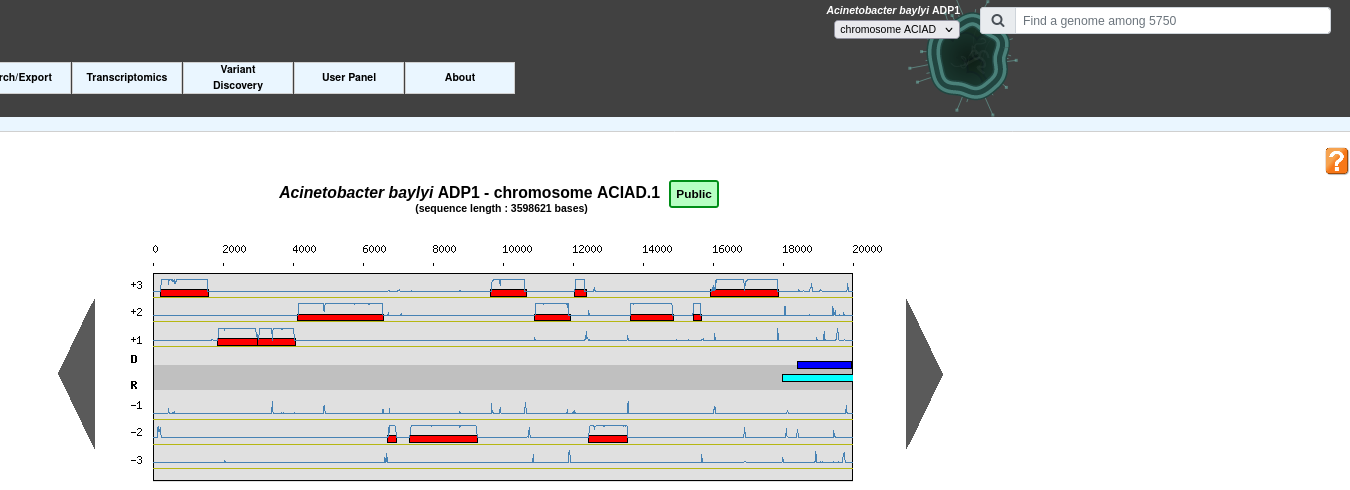 Acinetobacter baylyi ADP1
chromosome ACIAD
Find a genome among 5750
rch/Export
Transcriptomics
Variant
Discovery
User Panel
About
?
Acinetobacter baylyi ADP1 - chromosome ACIAD.1 Public
(sequence length : 3598621 bases)
0 2000 4000 6000 8000 10000 12000 14000 16000 18000 20000
+3
+2
+1
D
R
-1
-2
-3